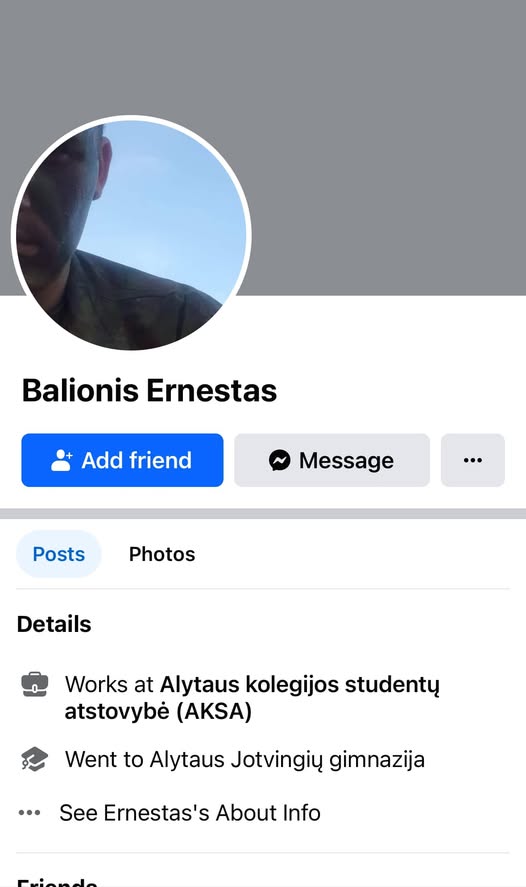 Balionis Ernestas
Add friend
Message
Posts
Photos
Details
Works at Alytaus kolegijos studentų
atstovybė (AKSA)
Went to Alytaus Jotvingių gimnazija
See Ernestas's About Info
Friends